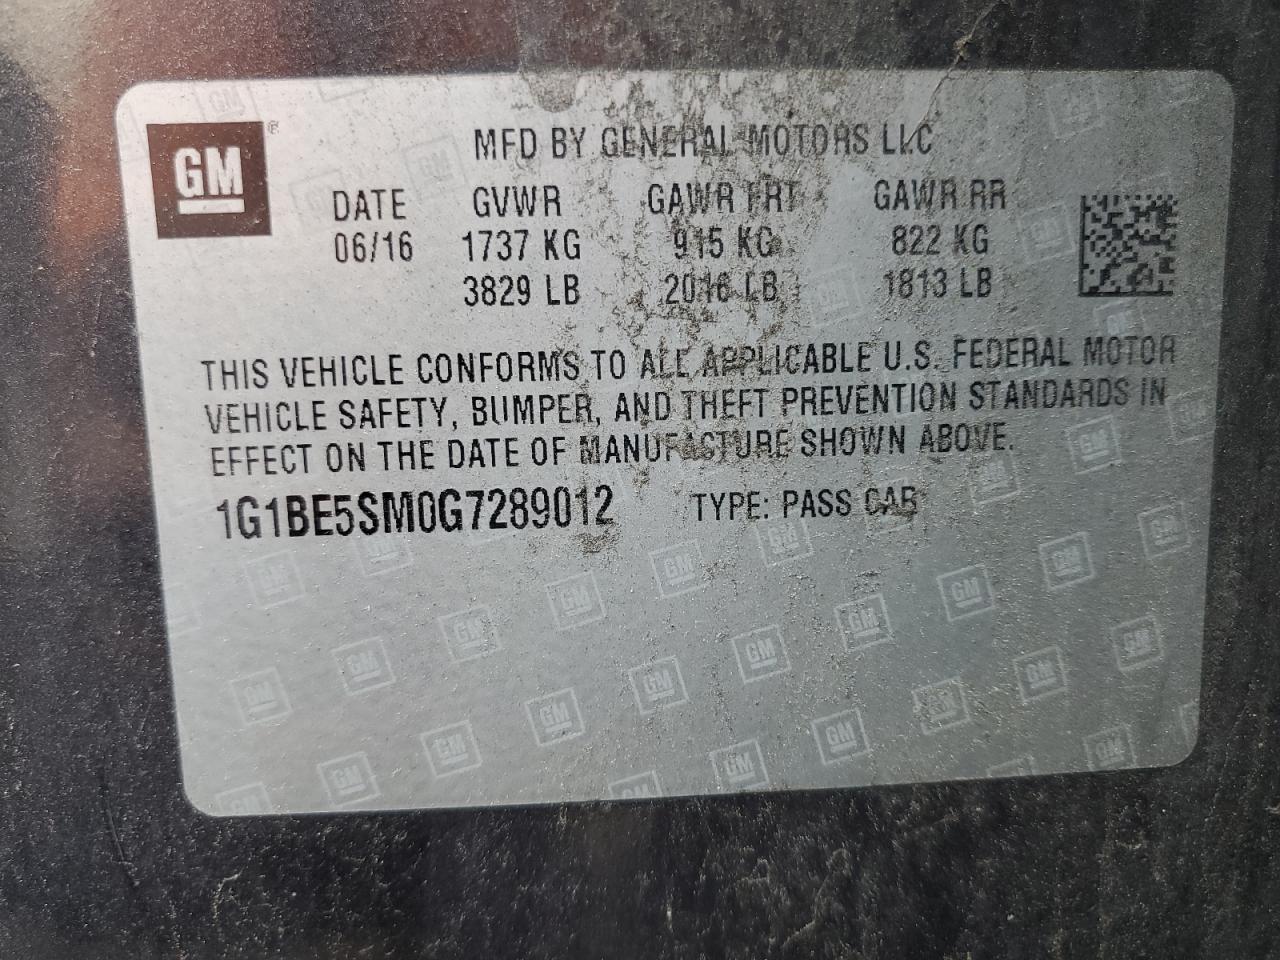 GM®
MFD BY GENERAL MOTORS LLC
DATE GVWR GAWR FRT GAWR RR
06/16 1737 KG 915 KG 822 KG
3829 LB 2016 LB 1813 LB
THIS VEHICLE CONFORMS TO ALL APPLICABLE U.S. FEDERAL MOTOR
VEHICLE SAFETY, BUMPER, AND THEFT PREVENTION STANDARDS IN
EFFECT ON THE DATE OF MANUFACTURE SHOWN ABOVE.
1G1BE5SM0G7289012 TYPE: PASS CAR